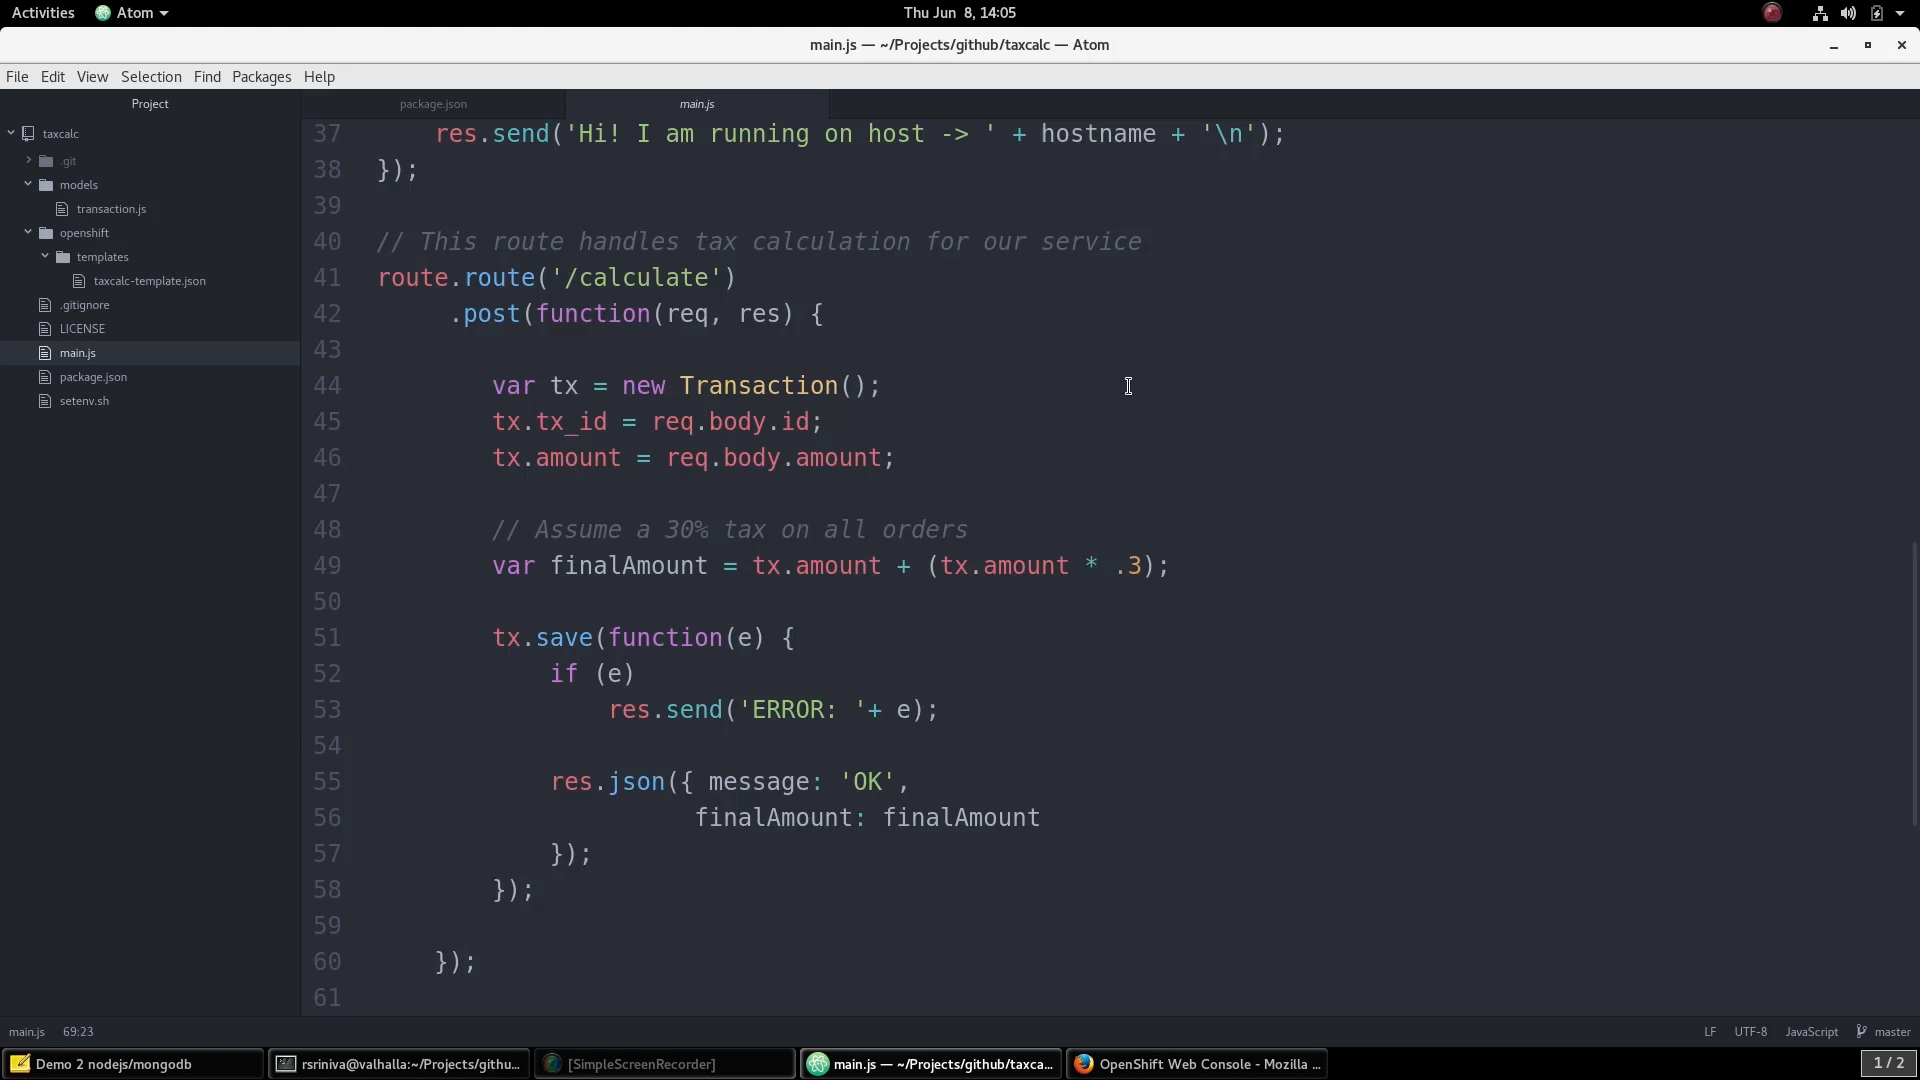 Activities Atom Thu Jun 8, 14:05
main.js — ~/Projects/github/taxcalc — Atom
File Edit View Selection Find Packages Help
Project package.json main.js
taxcalc
.git
models
transaction.js
openshift
templates
taxcalc-template.json
.gitignore
LICENSE
main.js
package.json
setenv.sh
37 res.send('Hi! I am running on host -> ' + hostname + '\n');
38 });
39
40 // This route handles tax calculation for our service
41 route.route('/calculate')
42 .post(function(req, res) {
43
44 var tx = new Transaction();
45 tx.tx_id = req.body.id;
46 tx.amount = req.body.amount;
47
48 // Assume a 30% tax on all orders
49 var finalAmount = tx.amount + (tx.amount * .3);
50
51 tx.save(function(e) {
52 if (e)
53 res.send('ERROR: '+ e);
54
55 res.json({ message: 'OK',
56 finalAmount: finalAmount
57 });
58 });
59
60 });
61
main.js 69:23 LF UTF-8 JavaScript master
Demo 2 nodejs/mongodb rsriniva@valhalla:~/Projects/githu... [SimpleScreenRecorder] main.js — ~/Projects/github/taxca... OpenShift Web Console - Mozilla ... 1 / 2